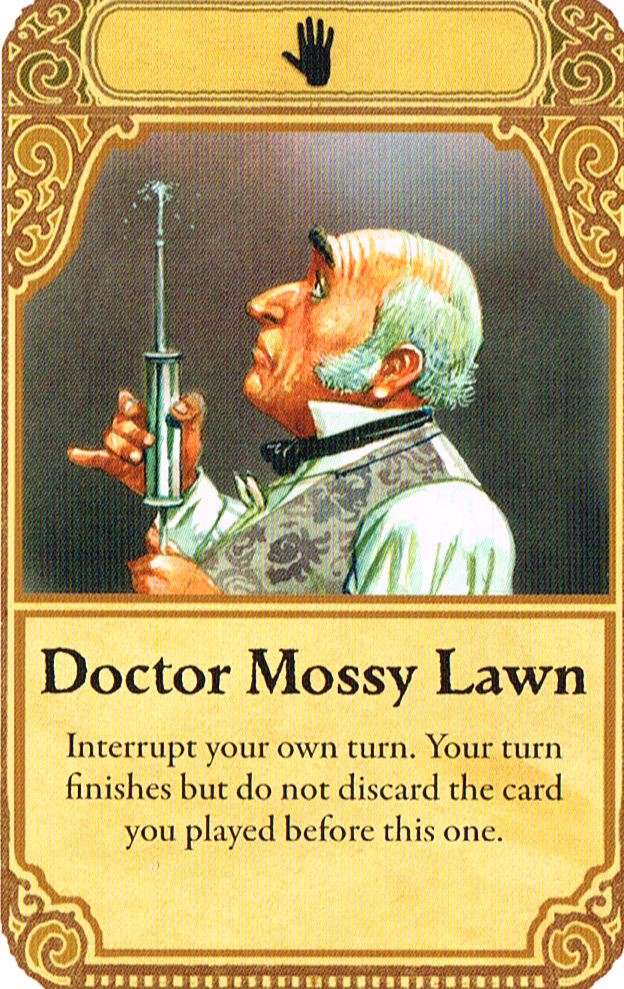 Doctor Mossy Lawn
Interrupt your own turn. Your turn
finishes but do not discard the card
you played before this one.